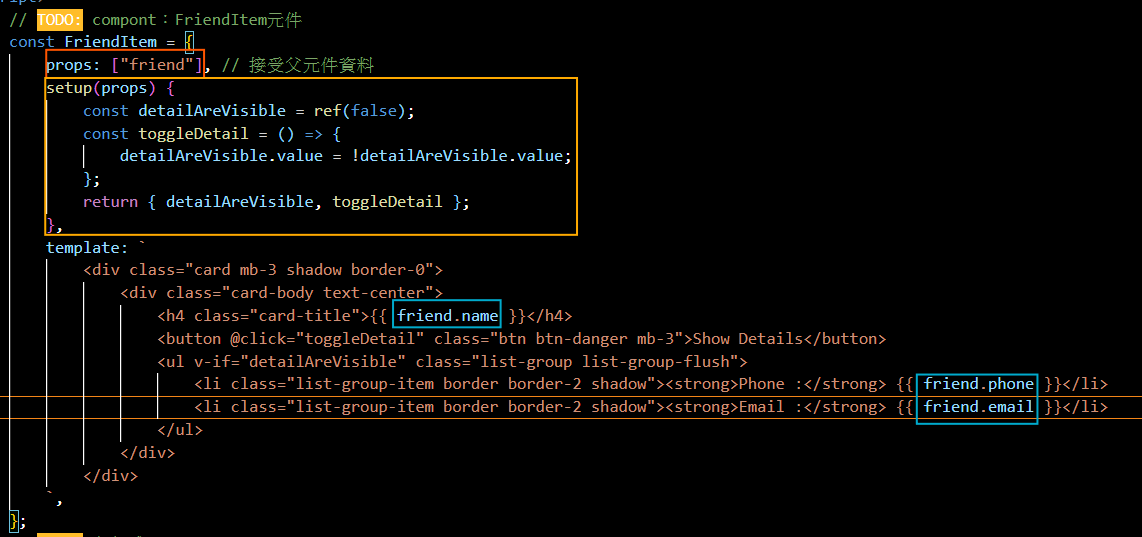 // TODO: compont：FriendItem元件
const FriendItem = {
props: ["friend"], // 接受父元件資料
setup(props) {
const detailAreVisible = ref(false);
const toggleDetail = () => {
detailAreVisible.value = !detailAreVisible.value;
};
return { detailAreVisible, toggleDetail };
},
template: `
<div class="card mb-3 shadow border-0">
<div class="card-body text-center">
<h4 class="card-title">{{ friend.name }}</h4>
<button @click="toggleDetail" class="btn btn-danger mb-3">Show Details</button>
<ul v-if="detailAreVisible" class="list-group list-group-flush">
<li class="list-group-item border border-2 shadow"><strong>Phone :</strong> {{ friend.phone }}</li>
<li class="list-group-item border border-2 shadow"><strong>Email :</strong> {{ friend.email }}</li>
</ul>
</div>
</div>
`,
};